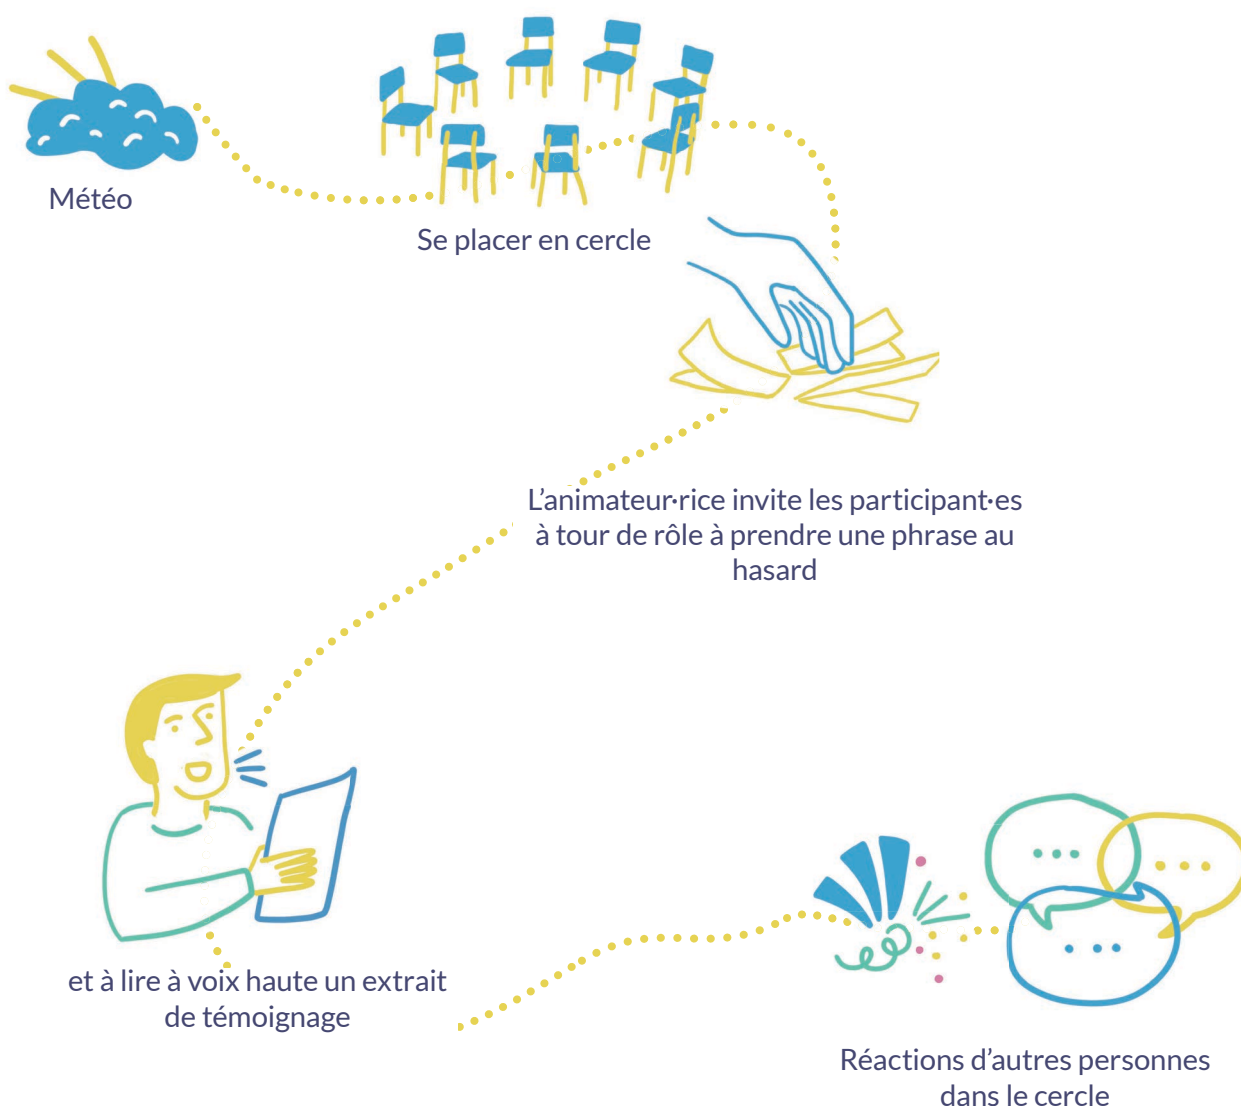 Météo
Se placer en cercle
L’animateur·rice invite les participant·es
à tour de rôle à prendre une phrase au
hasard
et à lire à voix haute un extrait
de témoignage
Réactions d’autres personnes
dans le cercle